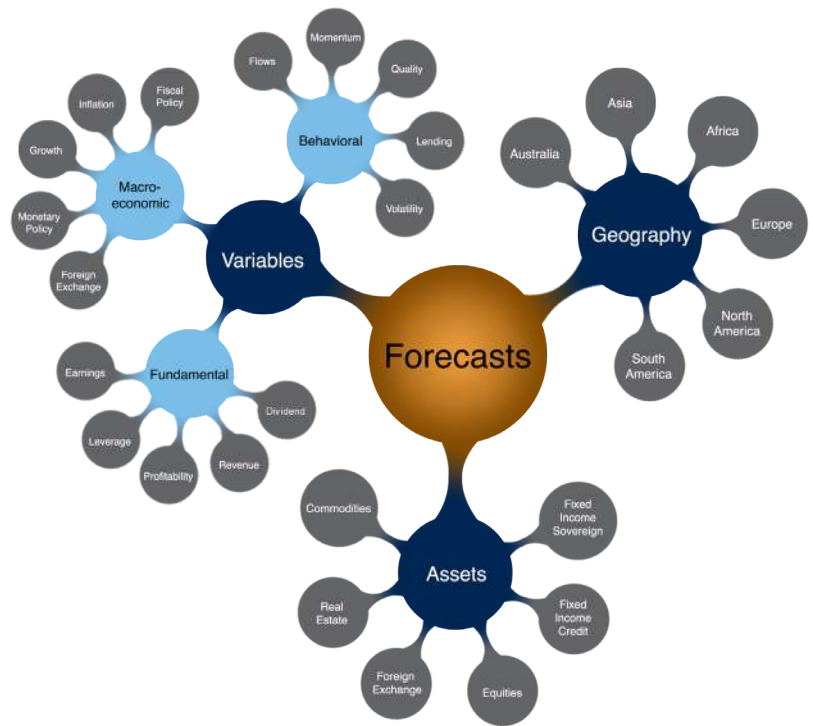 Momentum
Flows
Quality
Behavioral
Lending
Volatility
Fiscal
Policy
Inflation
Growth
Macro-
economic
Monetary
Policy
Foreign
Exchange
Variables
Fundamental
Earnings
Leverage
Profitability
Revenue
Dividend
Forecasts
Geography
Australia
Asia
Africa
Europe
North
America
South
America
Assets
Commodities
Real
Estate
Foreign
Exchange
Equities
Fixed
Income
Credit
Fixed
Income
Sovereign